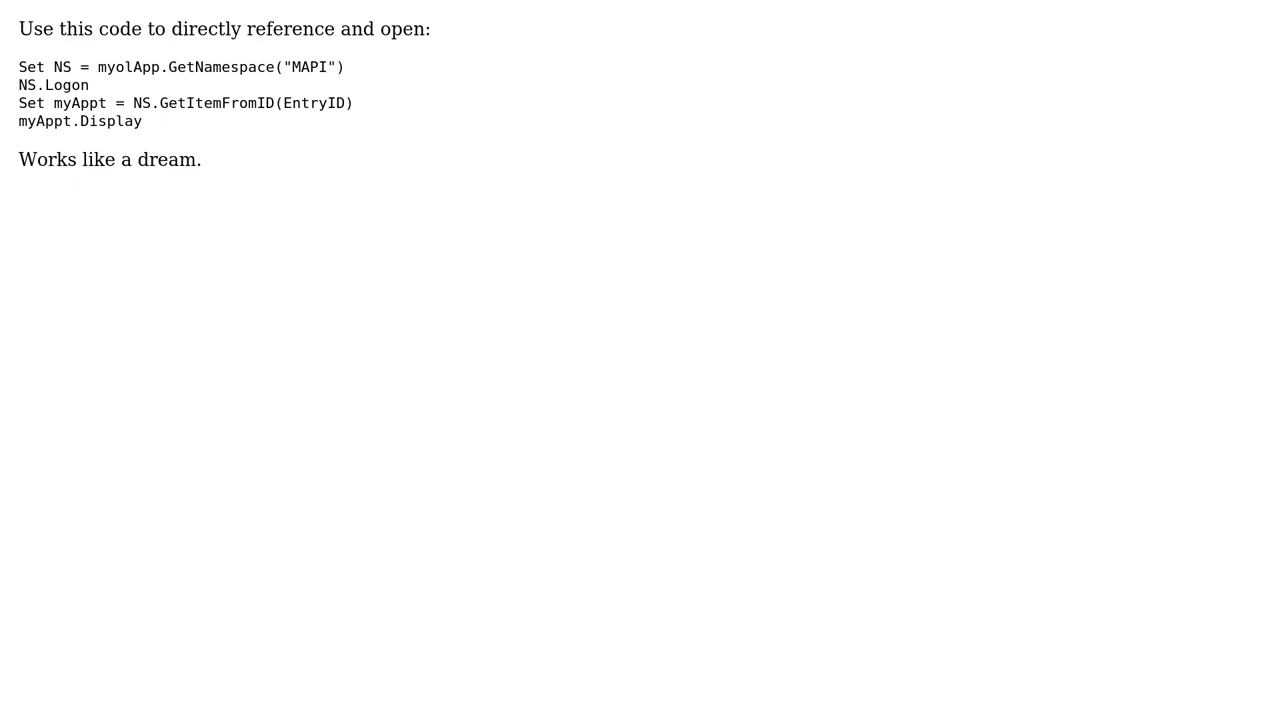 Use this code to directly reference and open:
Set NS = myolApp.GetNamespace("MAPI")
NS.Logon
Set myAppt = NS.GetItemFromID(EntryID)
myAppt.Display
Works like a dream.